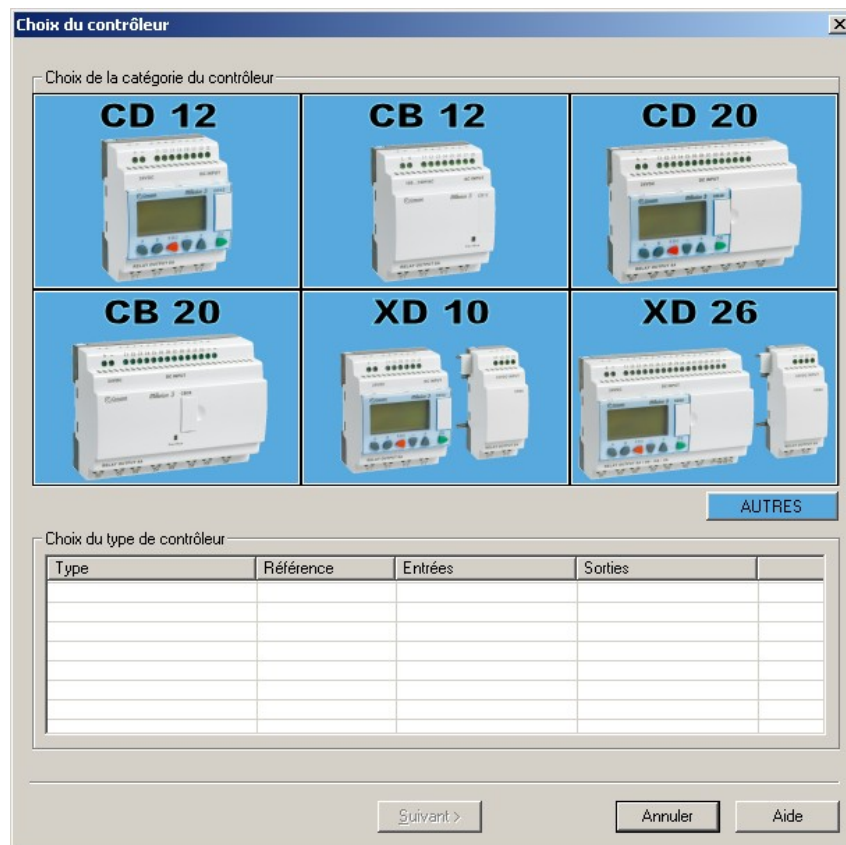 Choix du contrôleur
Choix de la catégorie du contrôleur
CD 12
CB 12
CD 20
CB 20
XD 10
XD 26
AUTRES
Choix du type de contrôleur
Type Référence Entrées Sorties
Suivant >
Annuler
Aide